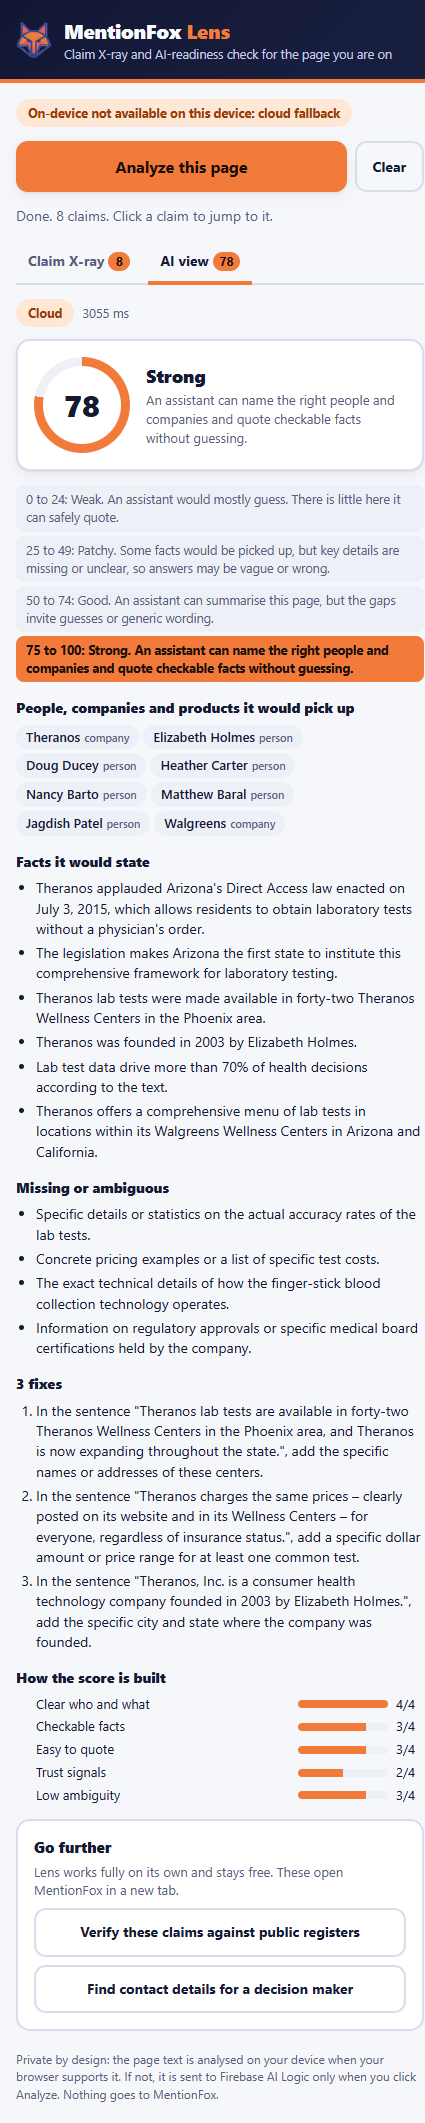 MentionFox Lens
Claim X-ray and AI-readiness check for the page you are on
On-device not available on this device: cloud fallback
Analyze this page
Clear
Done. 8 claims. Click a claim to jump to it.
Claim X-ray 8
AI view 78
Cloud 3055 ms
78
Strong
An assistant can name the right people and
companies and quote checkable facts
without guessing.
0 to 24: Weak. An assistant would mostly guess. There is little here it
can safely quote.
25 to 49: Patchy. Some facts would be picked up, but key details are
missing or unclear, so answers may be vague or wrong.
50 to 74: Good. An assistant can summarise this page, but the gaps
invite guesses or generic wording.
75 to 100: Strong. An assistant can name the right people and
companies and quote checkable facts without guessing.
People, companies and products it would pick up
Theranos company
Elizabeth Holmes person
Doug Ducey person
Heather Carter person
Nancy Barto person
Matthew Baral person
Jagdish Patel person
Walgreens company
Facts it would state
• Theranos applauded Arizona's Direct Access law enacted on
July 3, 2015, which allows residents to obtain laboratory tests
without a physician's order.
• The legislation makes Arizona the first state to institute this
comprehensive framework for laboratory testing.
• Theranos lab tests were made available in forty-two Theranos
Wellness Centers in the Phoenix area.
• Theranos was founded in 2003 by Elizabeth Holmes.
• Lab test data drive more than 70% of health decisions
according to the text.
• Theranos offers a comprehensive menu of lab tests in
locations within its Walgreens Wellness Centers in Arizona and
California.
Missing or ambiguous
• Specific details or statistics on the actual accuracy rates of the
lab tests.
• Concrete pricing examples or a list of specific test costs.
• The exact technical details of how the finger-stick blood
collection technology operates.
• Information on regulatory approvals or specific medical board
certifications held by the company.
3 fixes
1. In the sentence "Theranos lab tests are available in forty-two
Theranos Wellness Centers in the Phoenix area, and Theranos
is now expanding throughout the state.", add the specific
names or addresses of these centers.
2. In the sentence "Theranos charges the same prices – clearly
posted on its website and in its Wellness Centers – for
everyone, regardless of insurance status.", add a specific dollar
amount or price range for at least one common test.
3. In the sentence "Theranos, Inc. is a consumer health
technology company founded in 2003 by Elizabeth Holmes.",
add the specific city and state where the company was
founded.
How the score is built
Clear who and what 4/4
Checkable facts 3/4
Easy to quote 3/4
Trust signals 2/4
Low ambiguity 3/4
Go further
Lens works fully on its own and stays free. These open
MentionFox in a new tab.
Verify these claims against public registers
Find contact details for a decision maker
Private by design: the page text is analysed on your device when your
browser supports it. If not, it is sent to Firebase AI Logic only when you click
Analyze. Nothing goes to MentionFox.